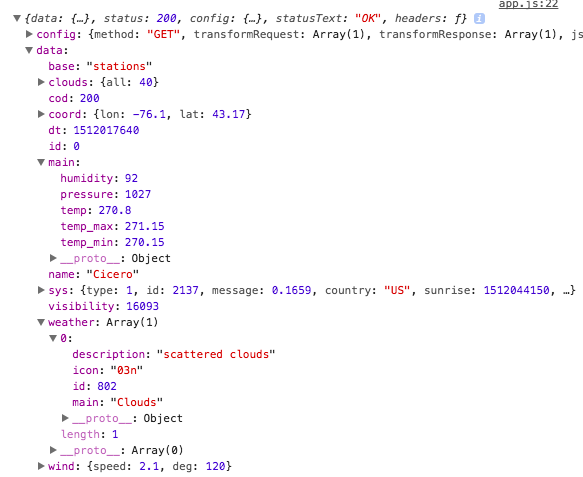 app.js:22
▼{data: {…}, status: 200, config: {…}, statusText: "OK", headers: ƒ} i
▶config: {method: "GET", transformRequest: Array(1), transformResponse: Array(1), js
▼data:
base: "stations"
▶clouds: {all: 40}
cod: 200
▶coord: {lon: -76.1, lat: 43.17}
dt: 1512017640
id: 0
▼main:
humidity: 92
pressure: 1027
temp: 270.8
temp_max: 271.15
temp_min: 270.15
▶__proto__: Object
name: "Cicero"
▶sys: {type: 1, id: 2137, message: 0.1659, country: "US", sunrise: 1512044150, …}
visibility: 16093
▼weather: Array(1)
▼0:
description: "scattered clouds"
icon: "03n"
id: 802
main: "Clouds"
▶__proto__: Object
length: 1
▶__proto__: Array(0)
▶wind: {speed: 2.1, deg: 120}